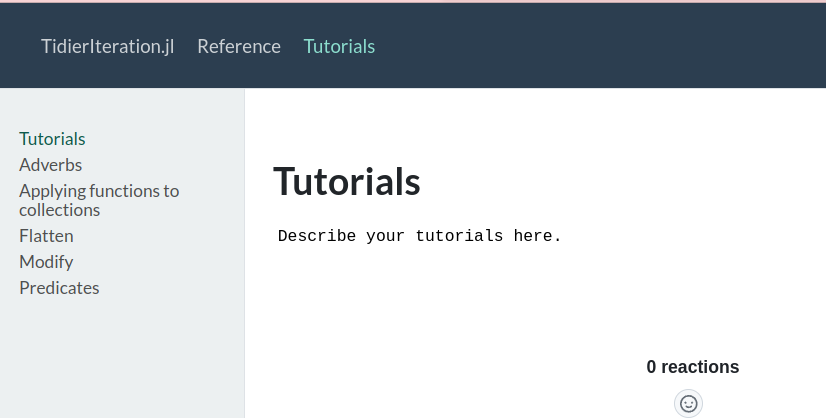 TidierIteration.jl Reference Tutorials
Tutorials
Adverbs
Applying functions to
collections
Flatten
Modify
Predicates
Tutorials
Describe your tutorials here.
0 reactions